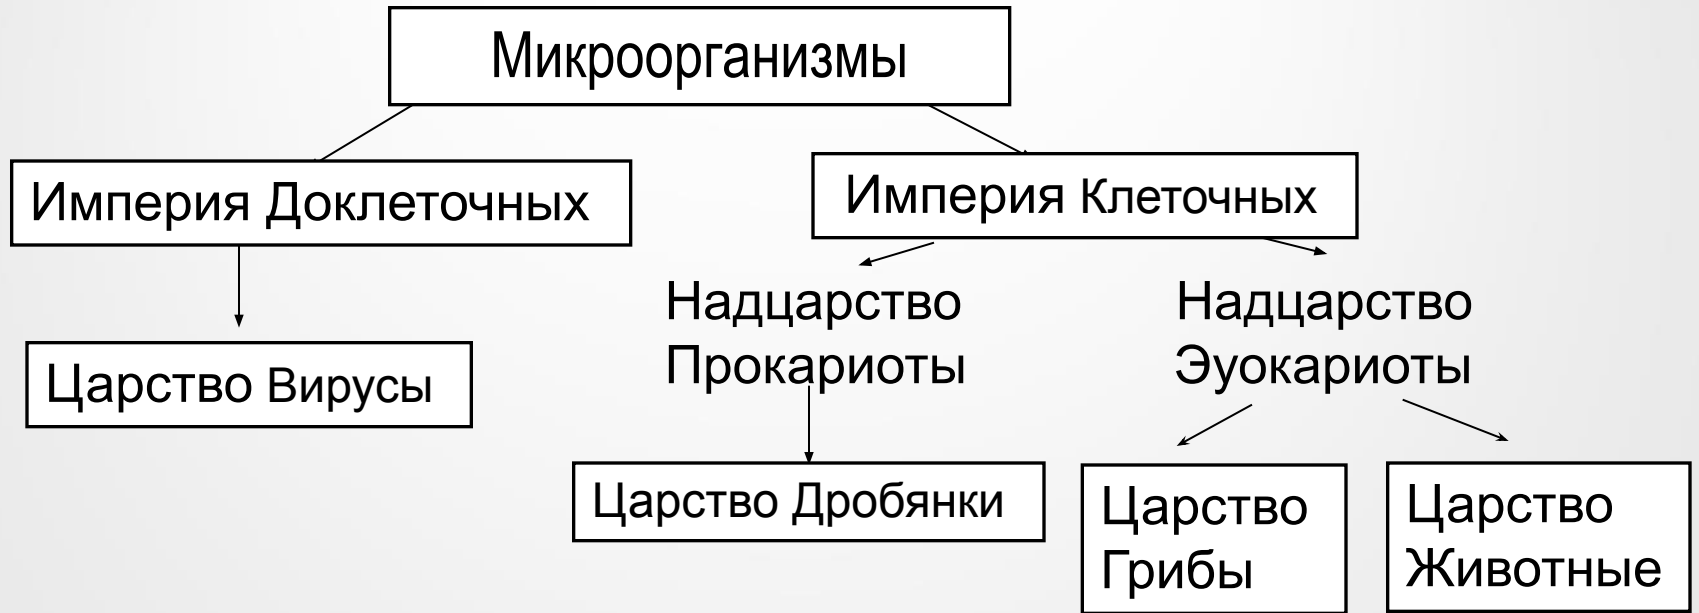 Микроорганизмы
Империя Доклеточных
Империя Клеточных
Надцарство
Прокариоты
Надцарство
Эуокариоты
Царство Вирусы
Царство Дробянки
Царство
Грибы
Царство
Животные